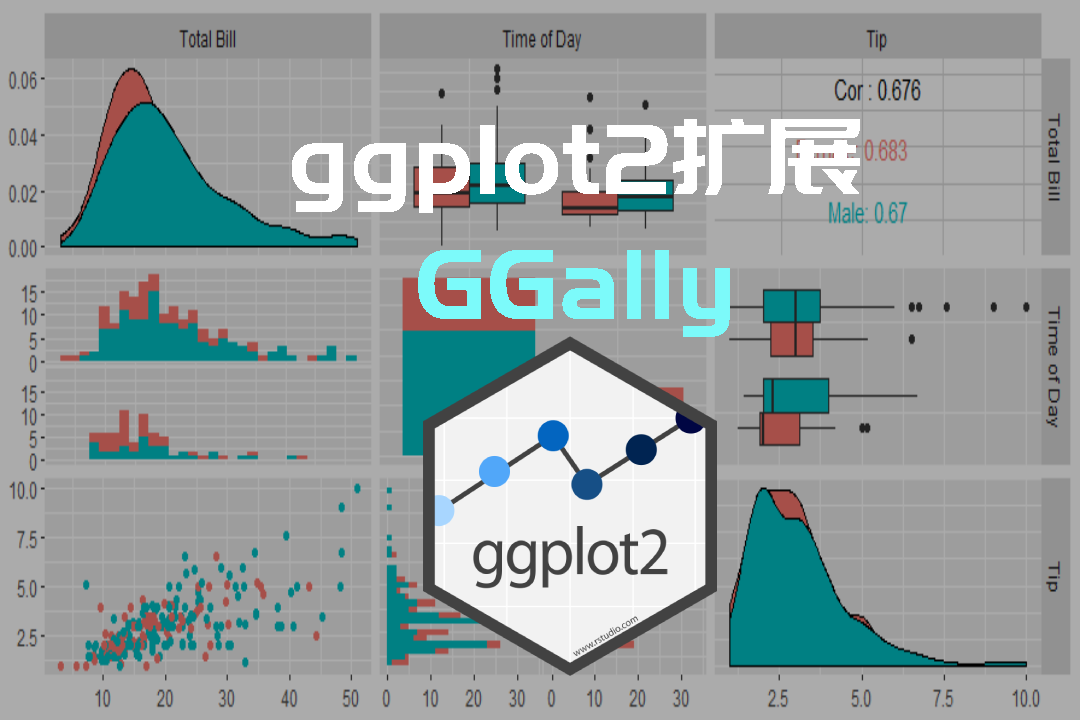 Total Bill
Time of Day
Tip
0.06
0.04
0.02
0.00
Cor : 0.676
0.683
Male: 0.67
Total Bill
ggplot2扩展
GGally
15
10
5
0
15
10
5
0
Time of Day
10.0
7.5
5.0
2.5
ggplot2
www.rstudio.com
Tip
10 20 30 40 50
0 10 20 30 0 10 20 30
2.5 5.0 7.5 10.0